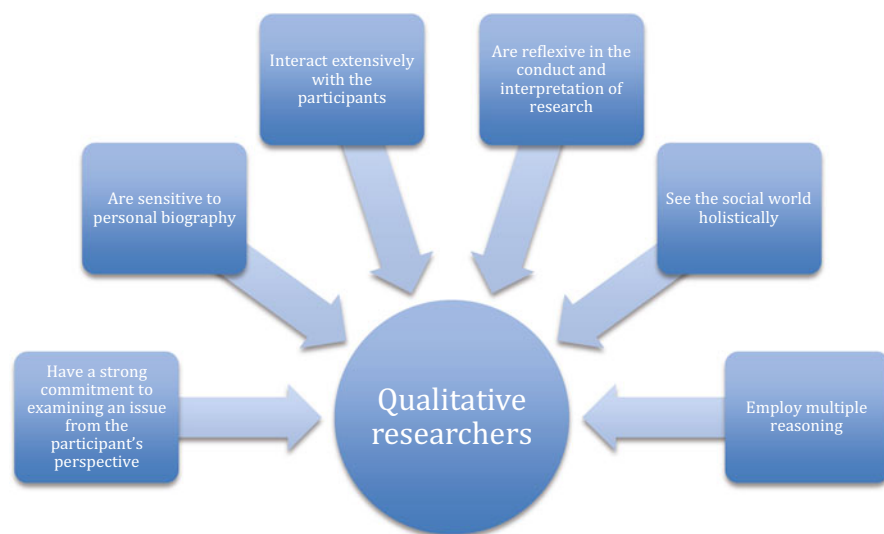 Interact extensively
with the
participants
Are reflexive in the
conduct and
interpretation of
research
Are sensitive to
personal biography
See the social world
holistically
Have a strong
commitment to
examining an issue
from the
participant's
perspective
Qualitative
researchers
Employ multiple
reasoning